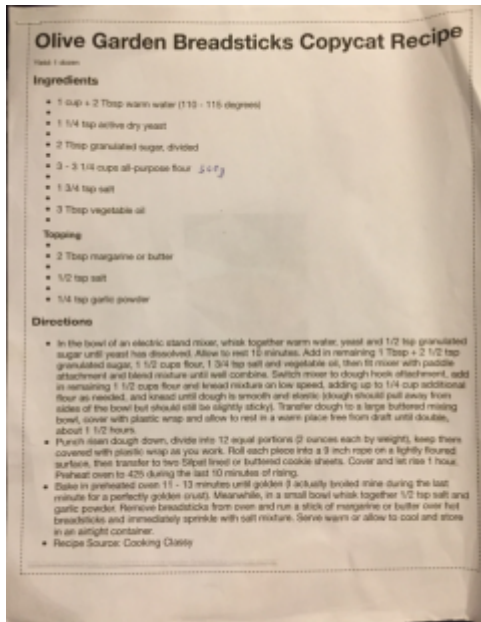 Olive Garden Breadsticks Copycat Recipe
Yield 1 dozen
Ingredients
• 1 cup + 2 Tbsp warm water (110 - 115 degrees)
•
• 1 1/4 tsp active dry yeast
•
• 2 Tbsp granulated sugar, divided
•
• 3 - 3 1/4 cups all-purpose flour
•
• 1 3/4 tsp salt
•
• 3 Tbsp vegetable oil
Topping
•
• 2 Tbsp margarine or butter
•
• 1/2 tsp salt
•
• 1/4 tsp garlic powder
Directions
• In the bowl of an electric stand mixer, whisk together warm water, yeast and 1/2 tsp granulated
sugar until yeast has dissolved. Allow to rest 10 minutes. Add in remaining 1 Tbsp + 2 1/2 tsp
granulated sugar, 1 1/2 cups flour, 1 3/4 tsp salt and vegetable oil, then fit mixer with paddle
attachment and blend mixture until well combine. Switch mixer to dough hook attachment, add
in remaining 1 1/2 cups flour and knead mixture on low speed, adding up to 1/4 cup additional
flour as needed, and knead until dough is smooth and elastic (dough should pull away from
sides of the bowl but should still be slightly sticky). Transfer dough to a large buttered mixing
bowl, cover with plastic wrap and allow to rest in a warm place free from draft until double,
about 1 1/2 hours.
• Punch risen dough down, divide into 12 equal portions (2 ounces each by weight), keep them
covered with plastic wrap as you work. Roll each piece into a 9 inch rope on a lightly floured
surface, then transfer to two Silpat lined or buttered cookie sheets. Cover and let rise 1 hour.
Preheat oven to 425 during the last 10 minutes of rising.
• Bake in preheated oven 11 - 13 minutes until golden (I actually broiled mine during the last
minute for a perfectly golden crust). Meanwhile, in a small bowl whisk together 1/2 tsp salt and
garlic powder. Remove breadsticks from oven and run a stick of margarine or butter over hot
breadsticks and immediately sprinkle with salt mixture. Serve warm or allow to cool and store
in an airtight container.
• Recipe Source: Cooking Classy